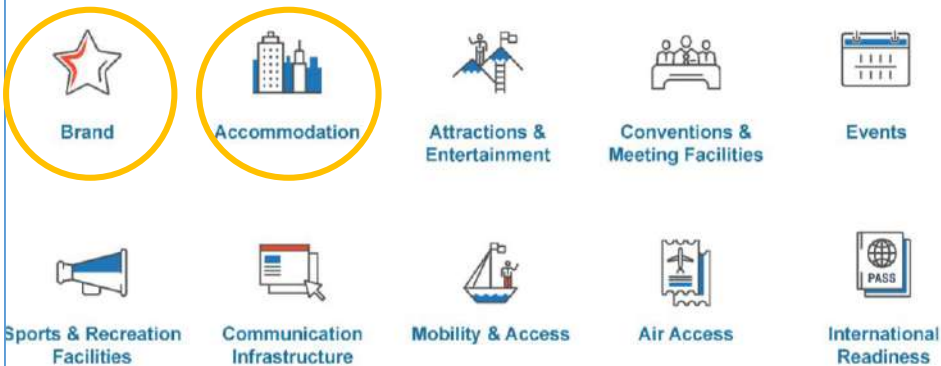 Brand
Accommodation
Attractions &
Entertainment
Conventions &
Meeting Facilities
Events
PASS
Sports & Recreation
Facilities
Communication
Infrastructure
Mobility & Access
Air Access
International
Readiness